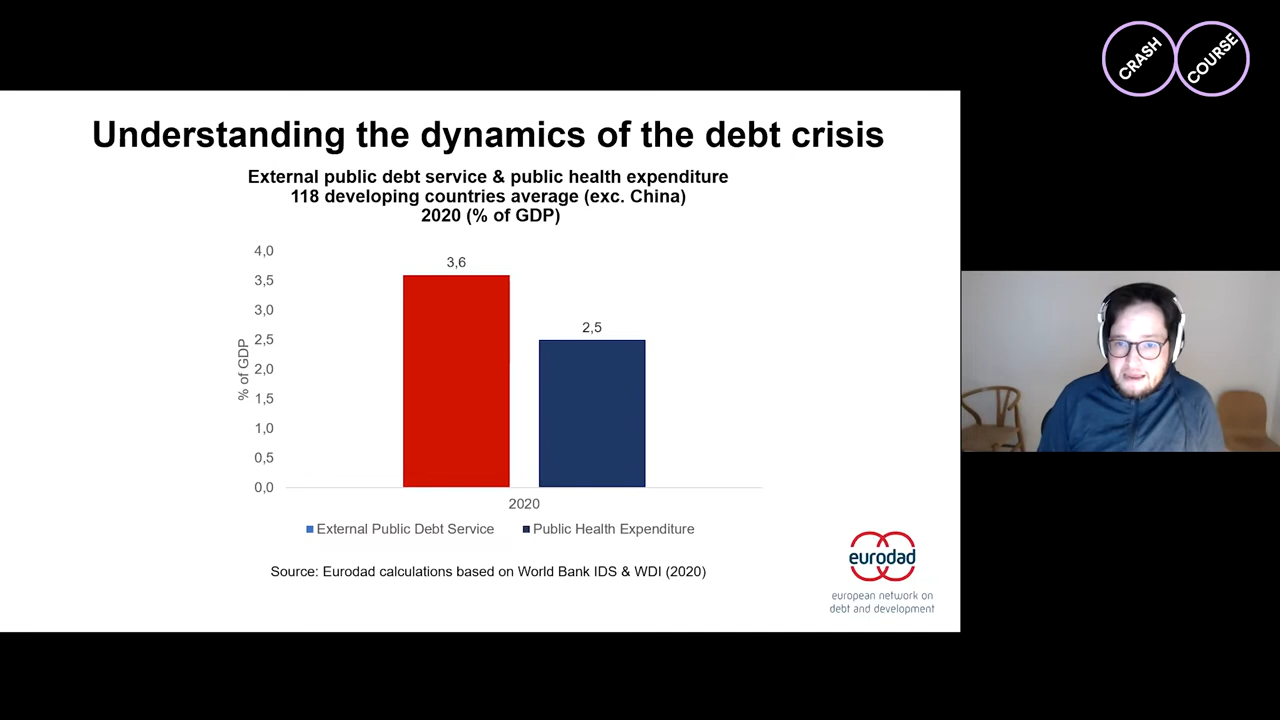 CRASH COURSE
Understanding the dynamics of the debt crisis
External public debt service & public health expenditure
118 developing countries average (exc. China)
2020 (% of GDP)
% of GDP
4,0
3,5
3,0
2,5
2,0
1,5
1,0
0,5
0,0
3,6
2,5
2020
External Public Debt Service
Public Health Expenditure
Source: Eurodad calculations based on World Bank IDS & WDI (2020)
eurodad
european network on
debt and development